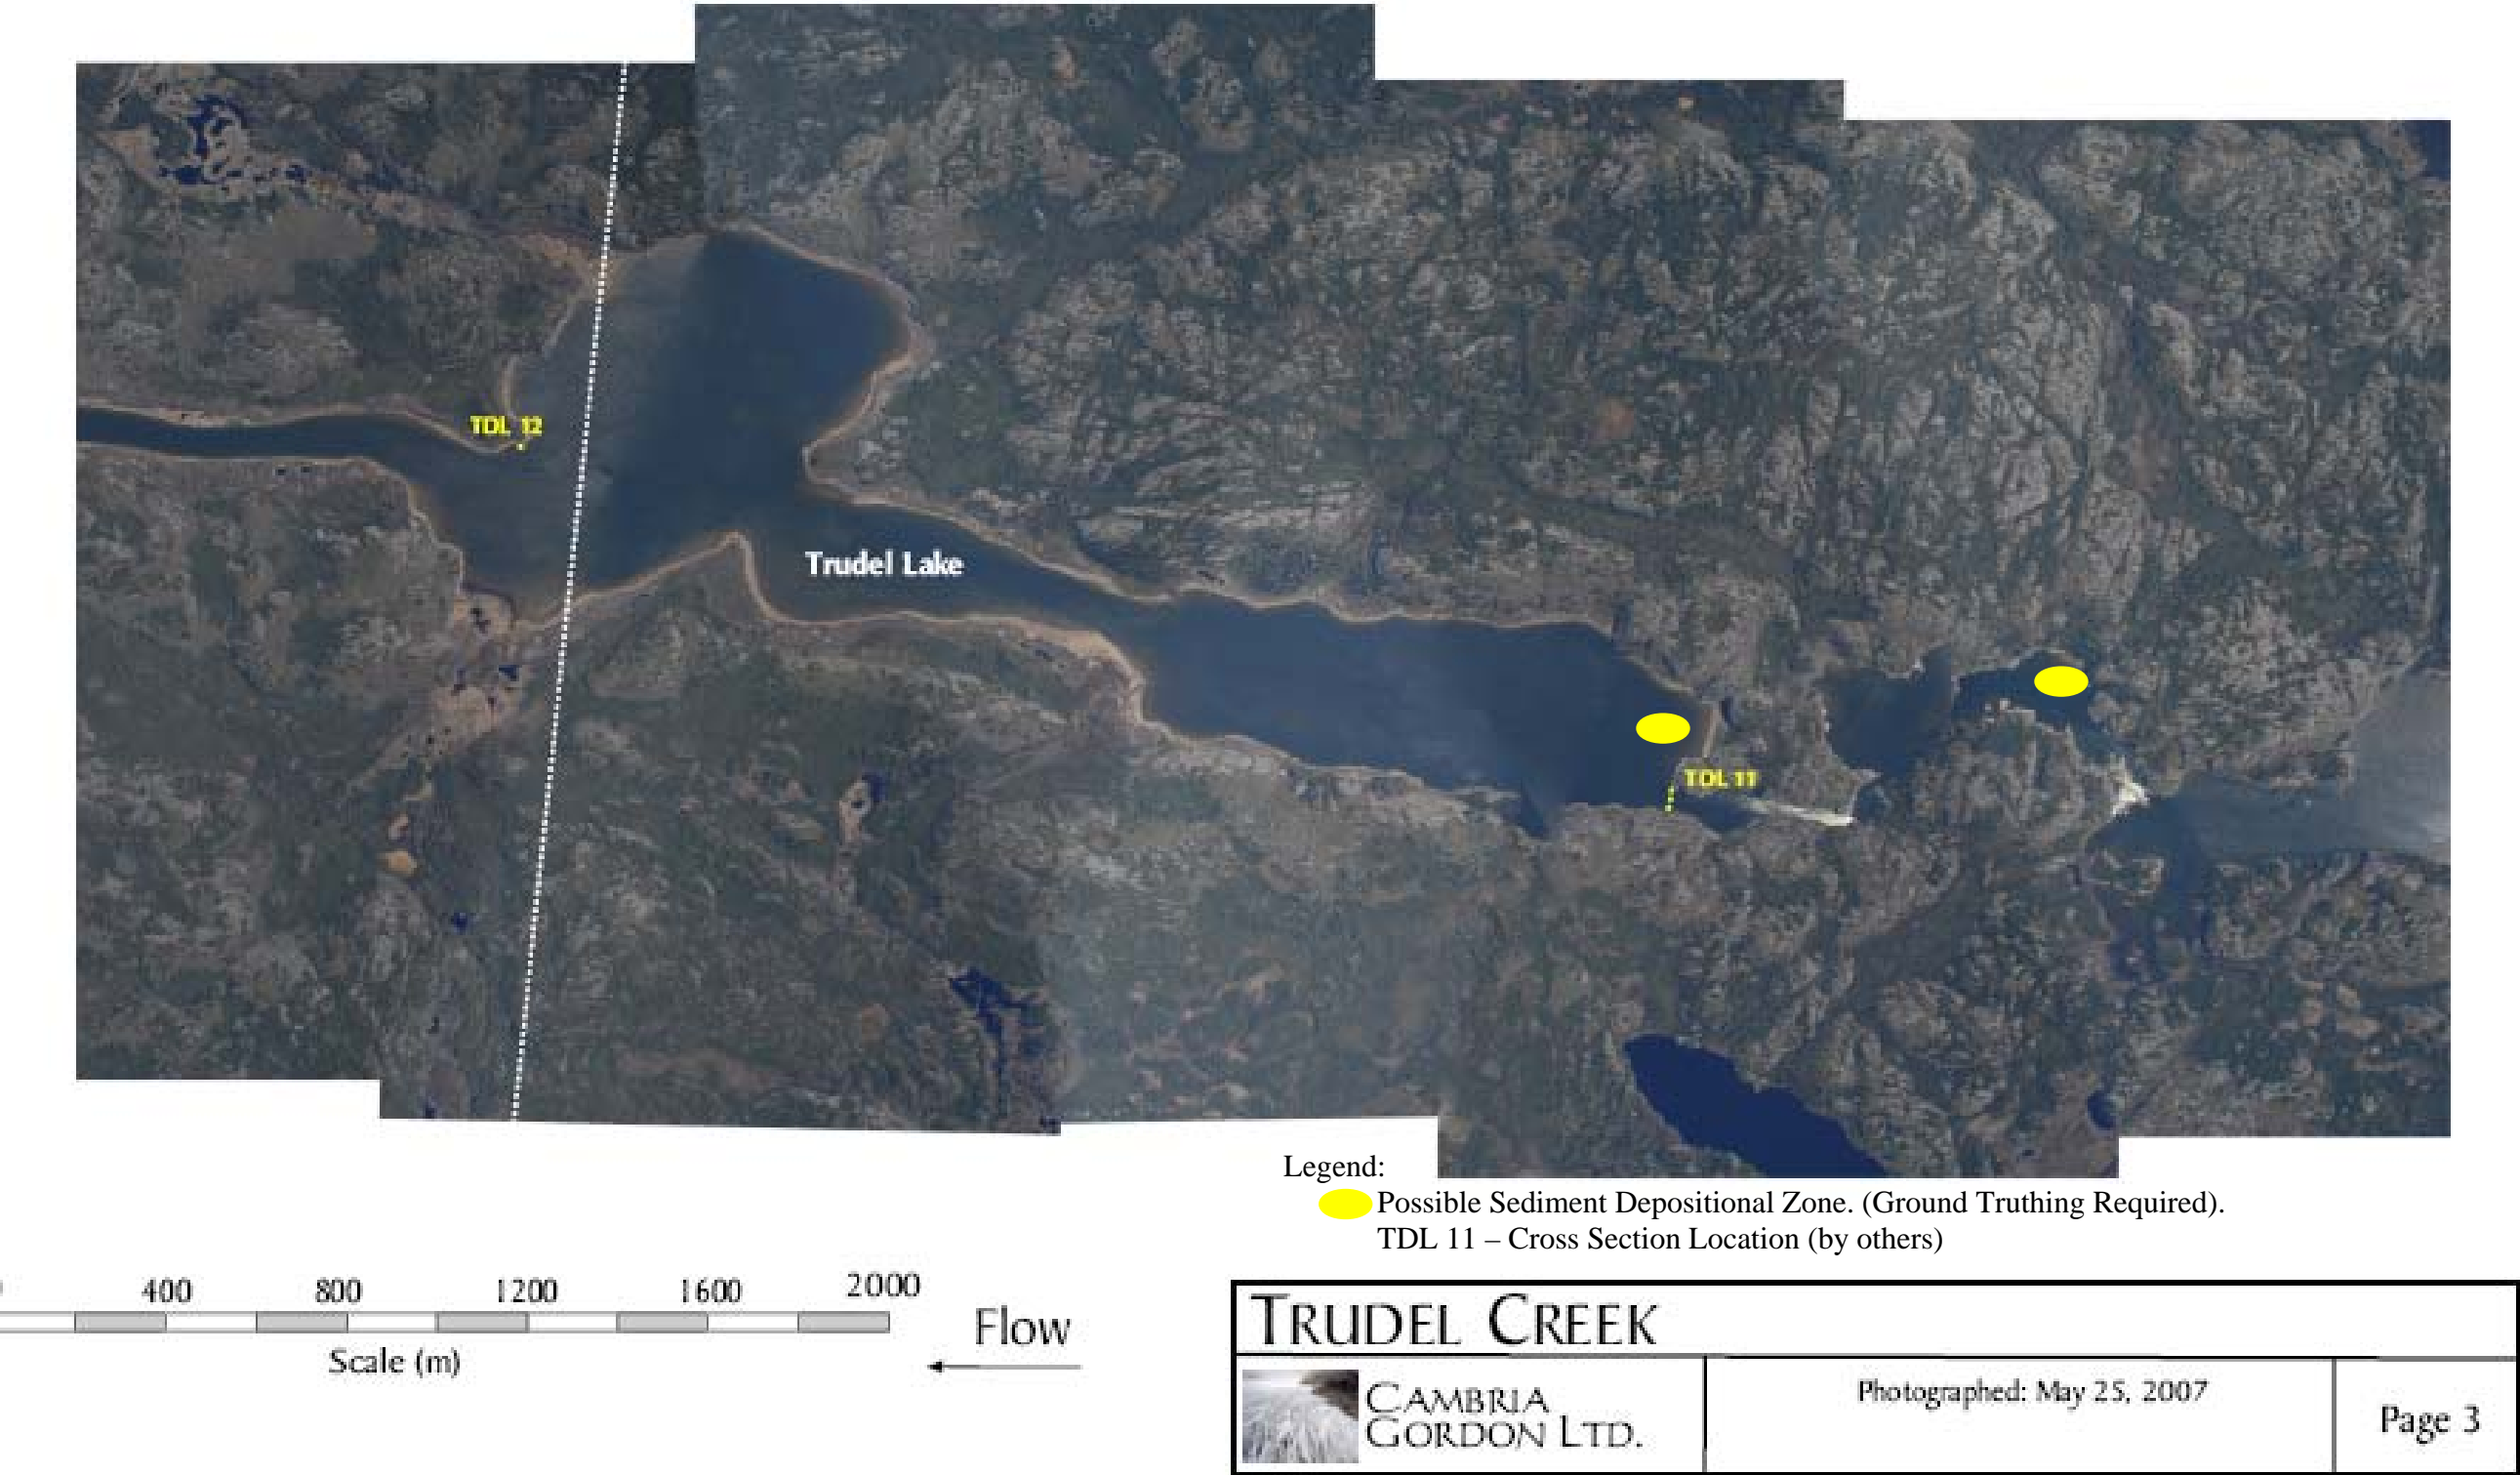 TDL 12
Trudel Lake
TDL 11
Legend:
Possible Sediment Depositional Zone. (Ground Truthing Required).
TDL 11 – Cross Section Location (by others)
400 800 1200 1600 2000
Scale (m)
Flow
TRUDEL CREEK
CAMBRIA
GORDON LTD.
Photographed: May 25, 2007
Page 3